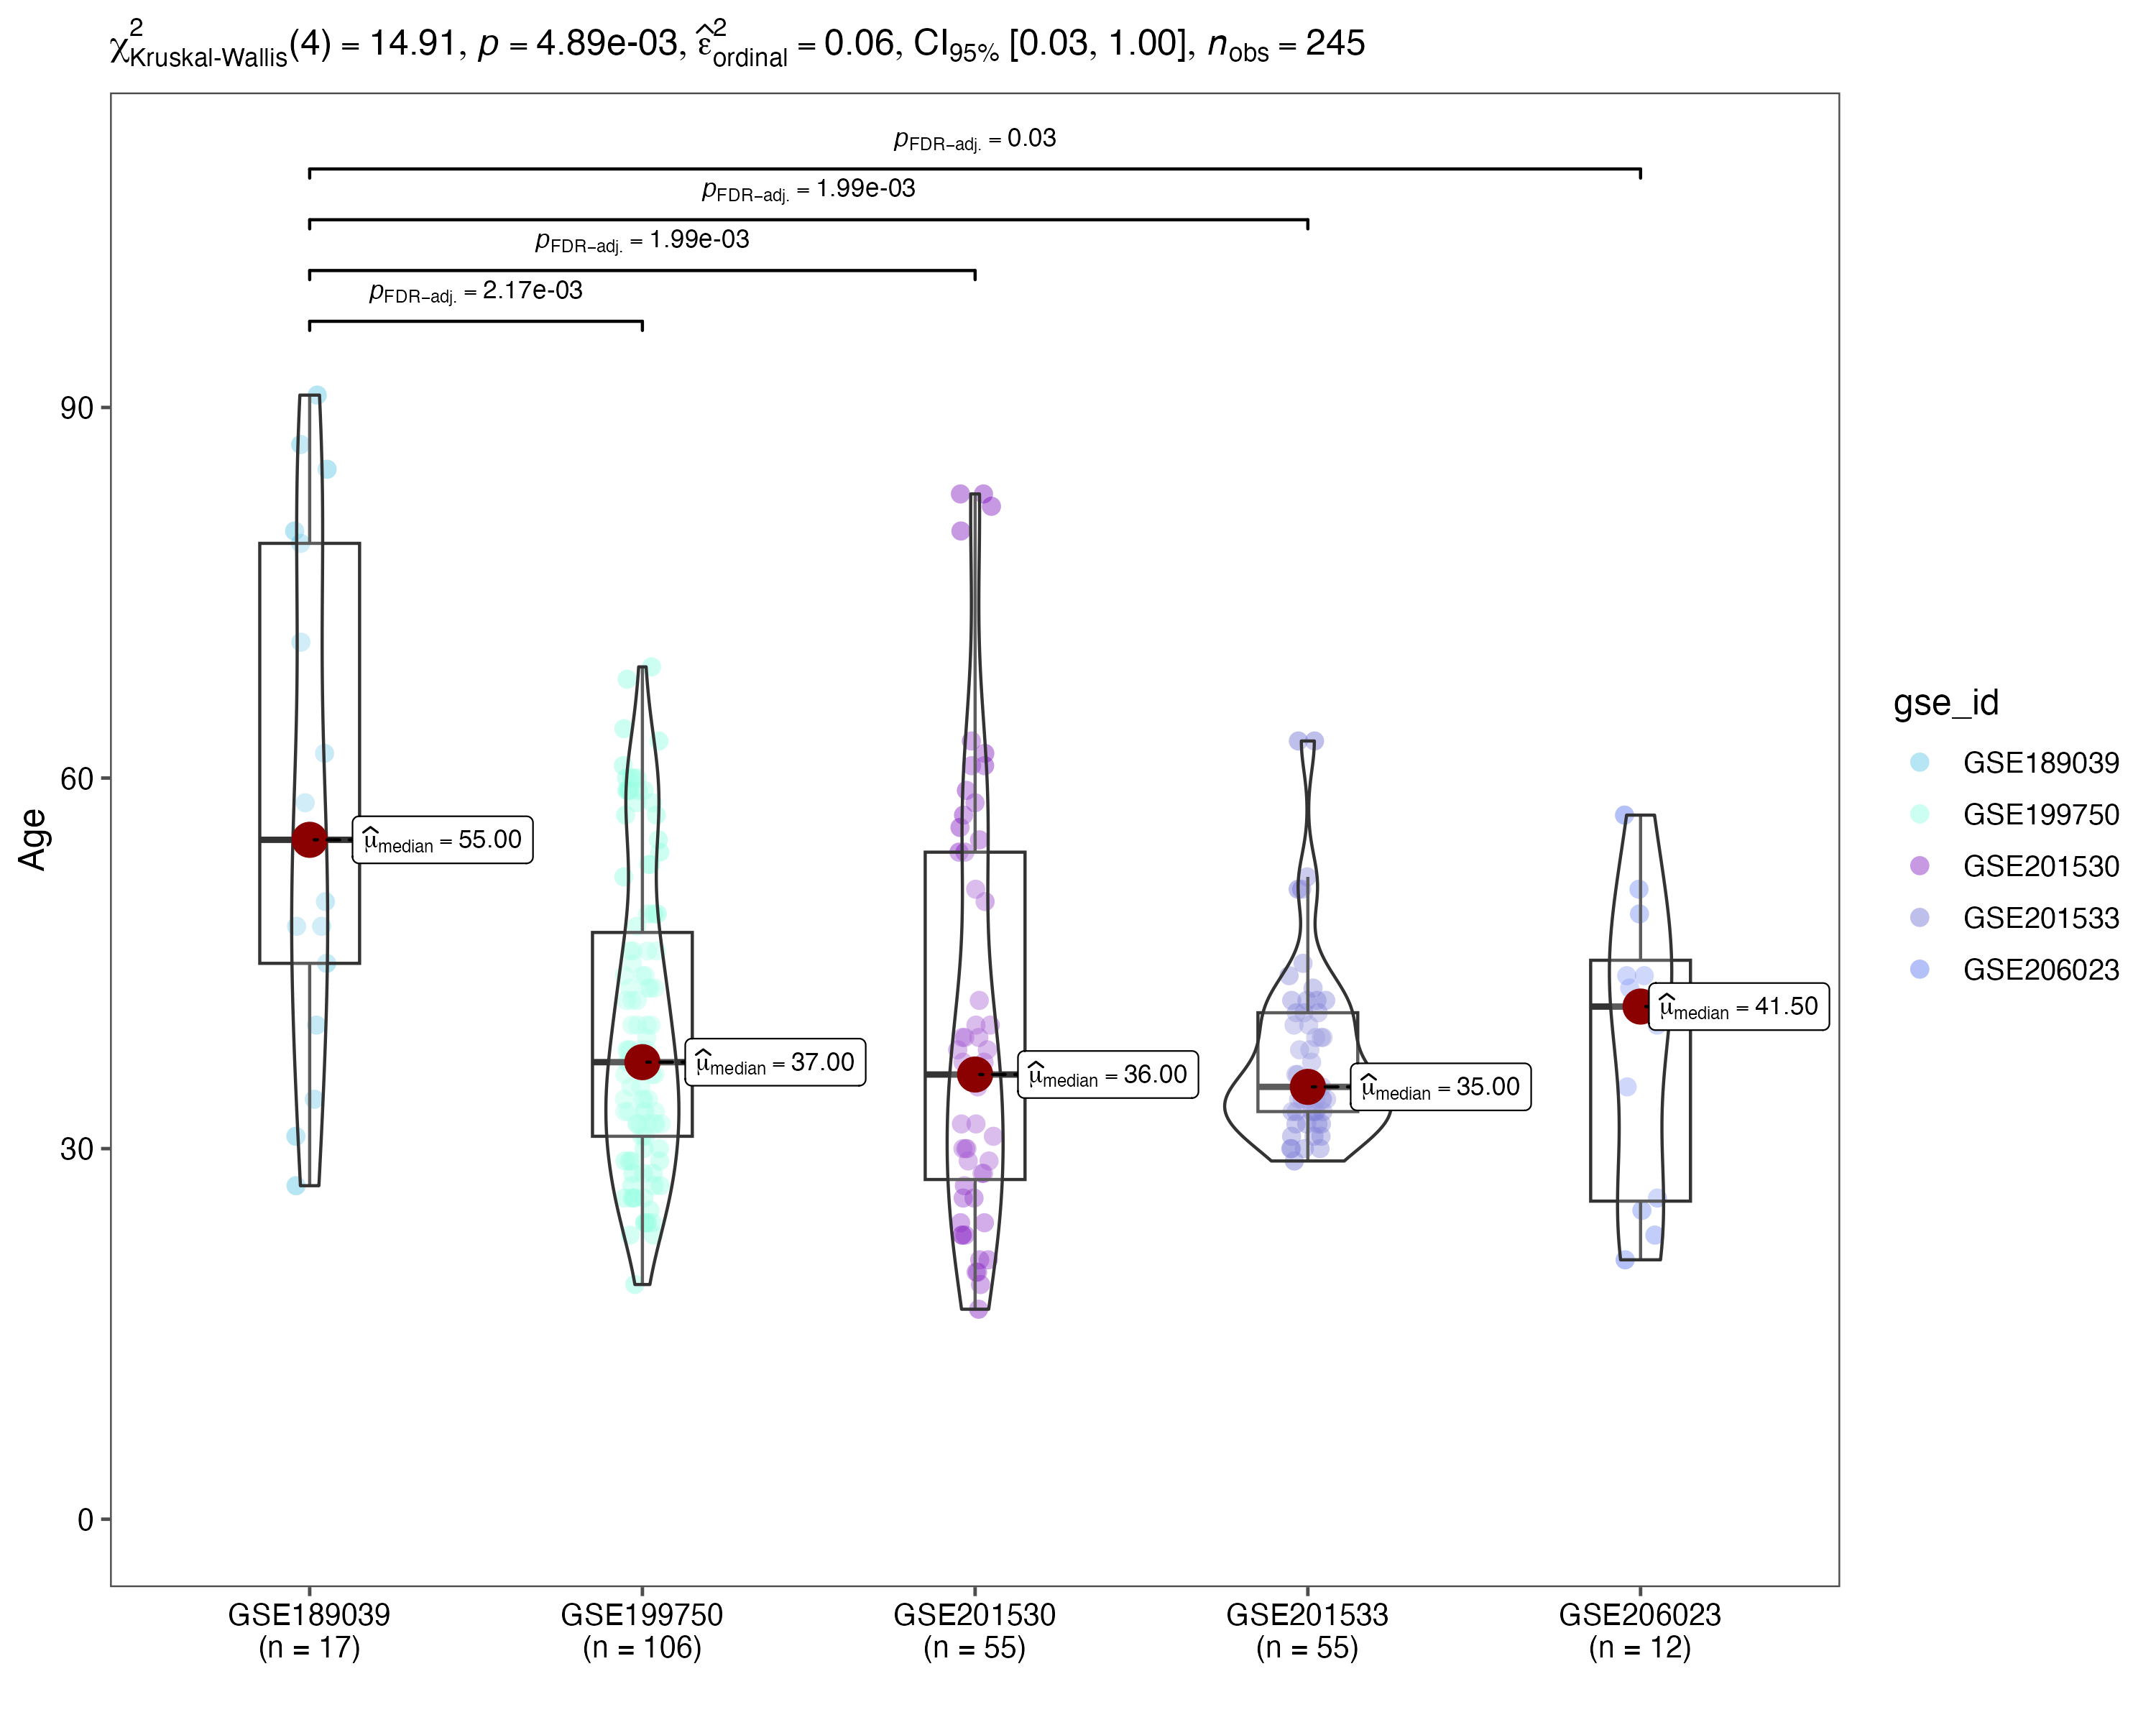 χ²Kruskal-Wallis(4) = 14.91, p = 4.89e-03, ε̂²ordinal = 0.06, CI95% [0.03, 1.00], nobs = 245
pFDR−adj. = 0.03
pFDR−adj. = 1.99e-03
pFDR−adj. = 1.99e-03
pFDR−adj. = 2.17e-03
90
60
30
0
Age
μ̂median = 55.00
μ̂median = 37.00
μ̂median = 36.00
μ̂median = 35.00
μ̂median = 41.50
GSE189039
(n = 17)
GSE199750
(n = 106)
GSE201530
(n = 55)
GSE201533
(n = 55)
GSE206023
(n = 12)
gse_id
GSE189039
GSE199750
GSE201530
GSE201533
GSE206023